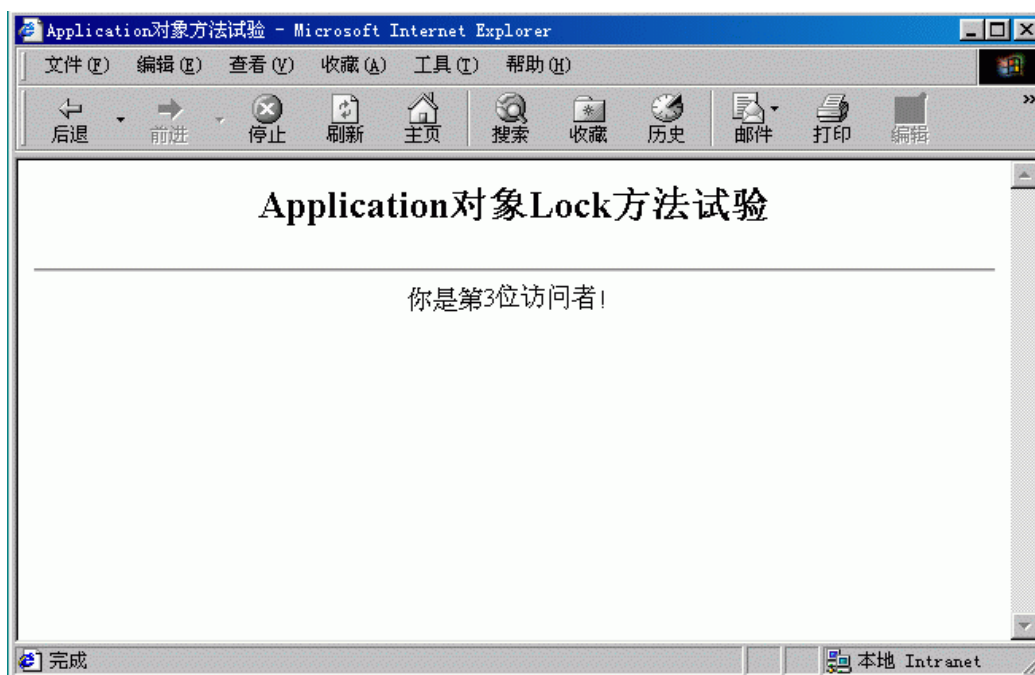 Application对象方法试验 - Microsoft Internet Explorer
文件(F) 编辑(E) 查看(V) 收藏(A) 工具(T) 帮助(H)
后退 前进 停止 刷新 主页 搜索 收藏 历史 邮件 打印 编辑
Application对象Lock方法试验
你是第3位访问者!
完成 本地 Intranet